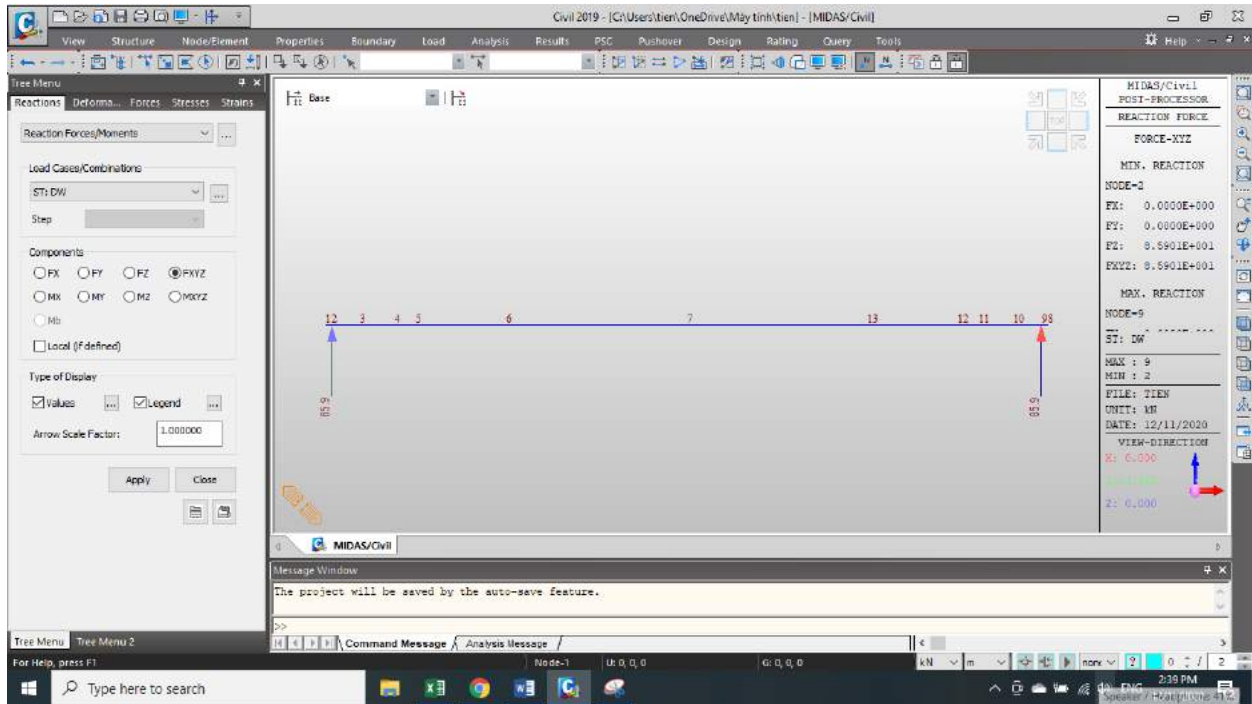 Civil 2019 - [C:\Users\tien\OneDrive\Máy tính\tien] - [MIDAS/Civil]
View Structure Node/Element Properties Boundary Load Analysis Results PSC Pushover Design Rating Query Tools Help
Tree Menu
Reactions Deforma... Forces Stresses Strains
Reaction Forces/Moments
Load Cases/Combinations
ST: DW
Step
Components
FX FY FZ FXYZ
MX MY MZ MXYZ
Mb
Local (if defined)
Type of Display
Values Legend
Arrow Scale Factor: 1.000000
Apply Close
Base
TOP
12 3 4 5 6 7 13 12 11 10 98
85.9 85.9
MIDAS/Civil
POST-PROCESSOR
REACTION FORCE
FORCE-XYZ
MIN. REACTION
NODE=2
FX: 0.0000E+000
FY: 0.0000E+000
FZ: 8.5901E+001
FXYZ: 8.5901E+001
MAX. REACTION
NODE=9
ST: DW
MAX : 9
MIN : 2
FILE: TIEN
UNIT: kN
DATE: 12/11/2020
VIEW-DIRECTION
X: 0.000
Z: 0.000
MIDAS/Civil
Message Window
The project will be saved by the auto-save feature.
>>
Command Message Analysis Message
Tree Menu Tree Menu 2
For Help, press F1 Node-1 U: 0, 0, 0 G: 0, 0, 0 kN m non 0 / 2
Type here to search
ENG 2:39 PM